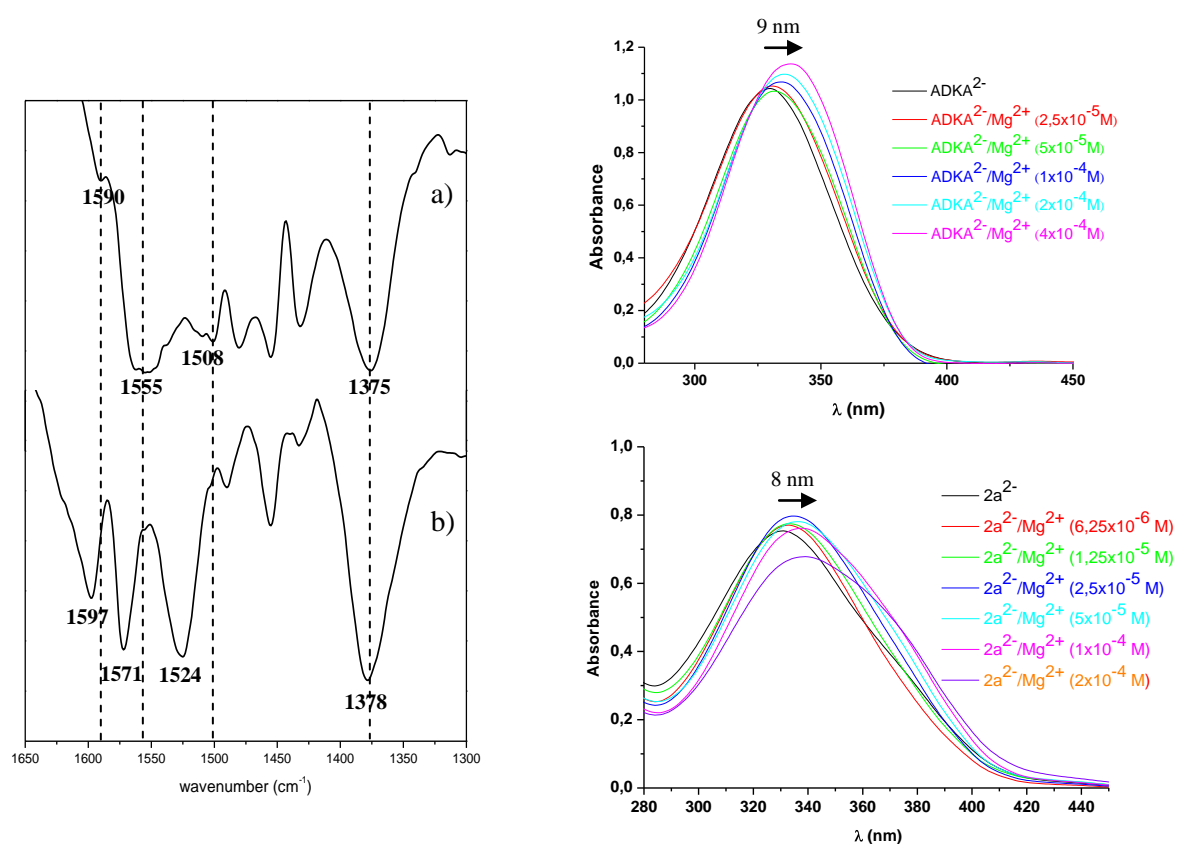 a)
1590
1555
1508
1375
b)
1597
1571
1524
1378
1650 1600 1550 1500 1450 1400 1350 1300
wavenumber (cm⁻¹)
9 nm
1,2
1,0
0,8
0,6
0,4
0,2
0,0
Absorbance
ADKA²⁻
ADKA²⁻/Mg²⁺ (2,5x10⁻⁵M)
ADKA²⁻/Mg²⁺ (5x10⁻⁵M)
ADKA²⁻/Mg²⁺ (1x10⁻⁴M)
ADKA²⁻/Mg²⁺ (2x10⁻⁴M)
ADKA²⁻/Mg²⁺ (4x10⁻⁴M)
300 350 400 450
λ (nm)
8 nm
1,0
0,8
0,6
0,4
0,2
0,0
Absorbance
2a²⁻
2a²⁻/Mg²⁺ (6,25x10⁻⁶ M)
2a²⁻/Mg²⁺ (1,25x10⁻⁵ M)
2a²⁻/Mg²⁺ (2,5x10⁻⁵ M)
2a²⁻/Mg²⁺ (5x10⁻⁵ M)
2a²⁻/Mg²⁺ (1x10⁻⁴ M)
2a²⁻/Mg²⁺ (2x10⁻⁴ M)
280 300 320 340 360 380 400 420 440
λ (nm)